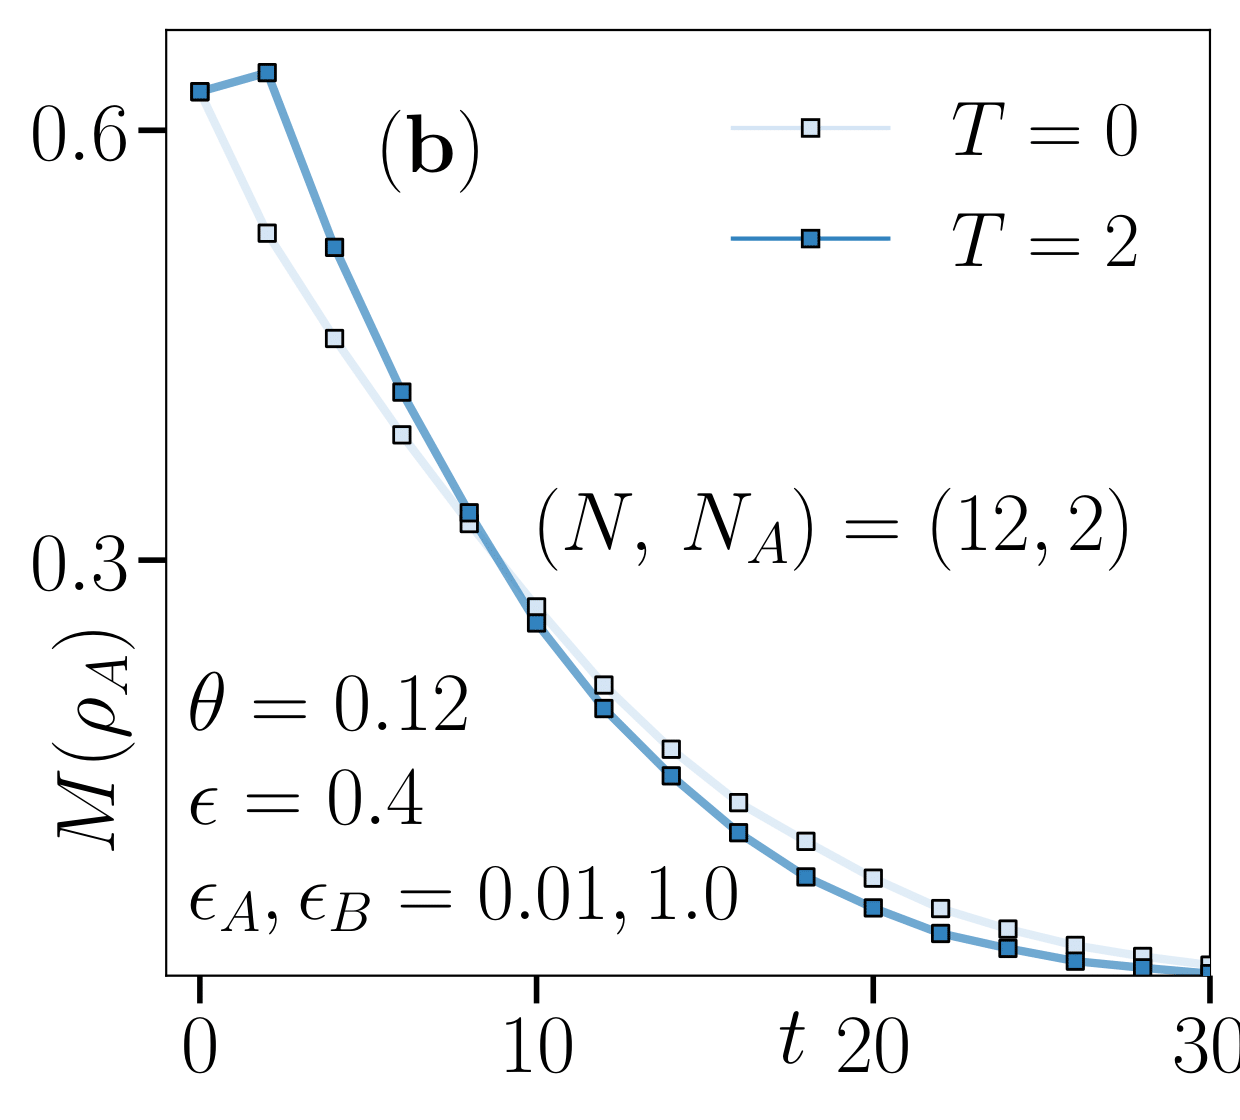 0.6
(b)
T = 0
T = 2
(N, N_A) = (12, 2)
0.3
M(ρ_A)
θ = 0.12
ϵ = 0.4
ϵ_A, ϵ_B = 0.01, 1.0
0 10 t 20 30